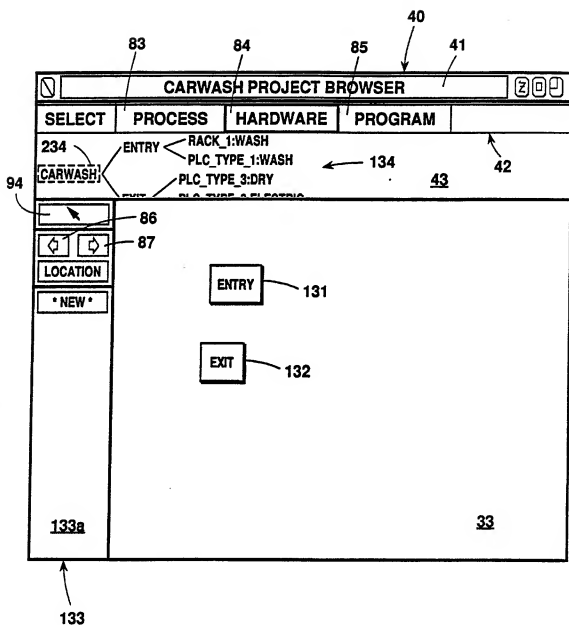 40
83 84 85 41
CARWASH PROJECT BROWSER
SELECT PROCESS HARDWARE PROGRAM
234 ENTRY RACK_1:WASH
PLC_TYPE_1:WASH
134
42
CARWASH
PLC_TYPE_3:DRY
43
94
EXIT
86
87
LOCATION
* NEW *
ENTRY 131
EXIT 132
133a
33
133